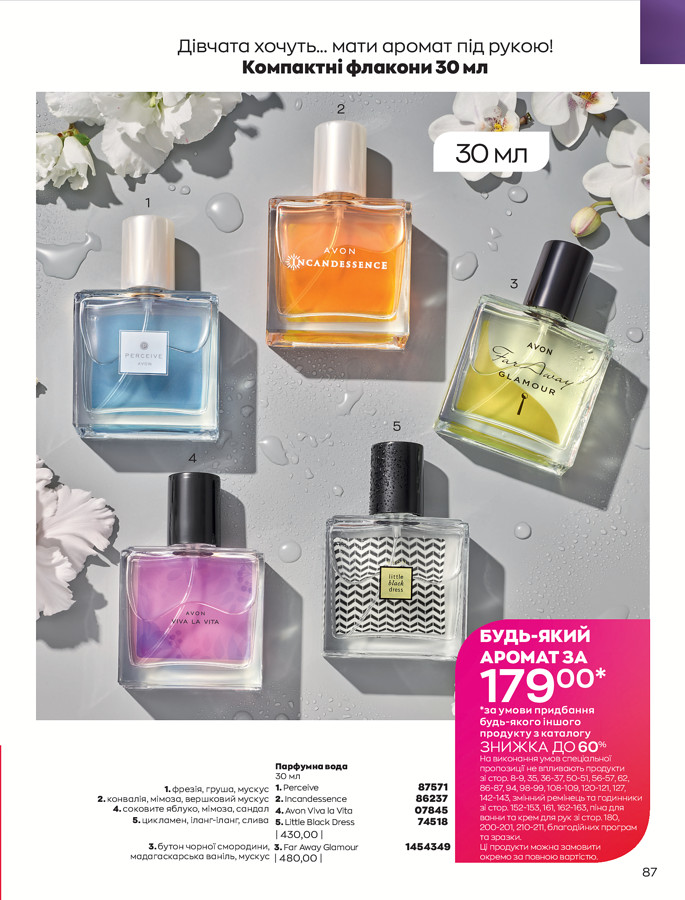 Дівчата хочуть... мати аромат під рукою!
Компактні флакони 30 мл
30 мл
1
2
3
4
5
PERCEIVE
AVON
AVON
INCANDESSENCE
AVON
Far Away
GLAMOUR
AVON
VIVA LA VITA
little
black
dress
БУДЬ-ЯКИЙ
АРОМАТ ЗА
179⁰⁰*
*за умови придбання
будь-якого іншого
продукту з каталогу
ЗНИЖКА ДО 60%
На виконання умов спеціальної
пропозиції не впливають продукти
зі стор. 8-9, 35, 36-37, 50-51, 56-57, 62,
86-87, 94, 98-99, 108-109, 120-121, 127,
142-143, змінний ремінець та годинники
зі стор. 152-153, 161, 162-163, піна для
ванни та крем для рук зі стор. 180,
200-201, 210-211, благодійних програм
та зразки.
Ці продукти можна замовити
окремо за повною вартістю.
Парфумна вода
30 мл
1. фрезія, груша, мускус 1. Perceive 87571
2. конвалія, мімоза, вершковий мускус 2. Incandessence 86237
4. соковите яблуко, мімоза, сандал 4. Avon Viva la Vita 07845
5. цикламен, іланг-іланг, слива 5. Little Black Dress 74518
| 430,00 |
3. бутон чорної смородини, 3. Far Away Glamour 1454349
мадагаскарська ваніль, мускус | 480,00 |
87